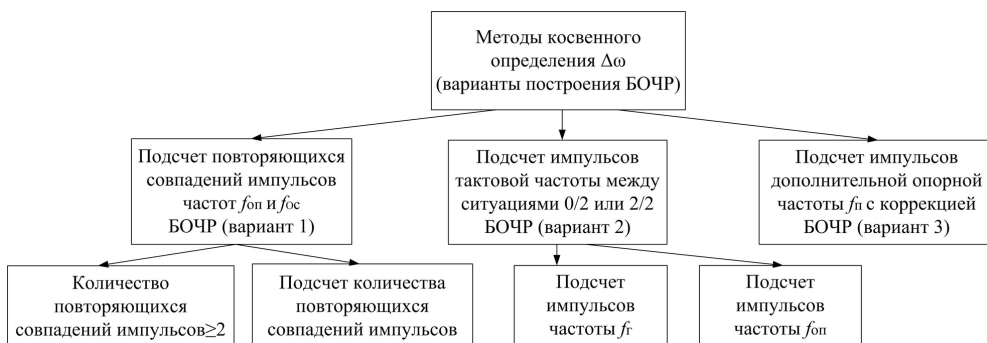 Методы косвенного
определения Δω
(варианты построения БОЧР)
Подсчет повторяющихся
совпадений импульсов
частот fоп и fос
БОЧР (вариант 1)
Подсчет импульсов
тактовой частоты между
ситуациями 0/2 или 2/2
БОЧР (вариант 2)
Подсчет импульсов
дополнительной опорной
частоты fп с коррекцией
БОЧР (вариант 3)
Количество
повторяющихся
совпадений импульсов≥2
Подсчет количества
повторяющихся
совпадений импульсов
Подсчет
импульсов
частоты fг
Подсчет
импульсов
частоты fоп